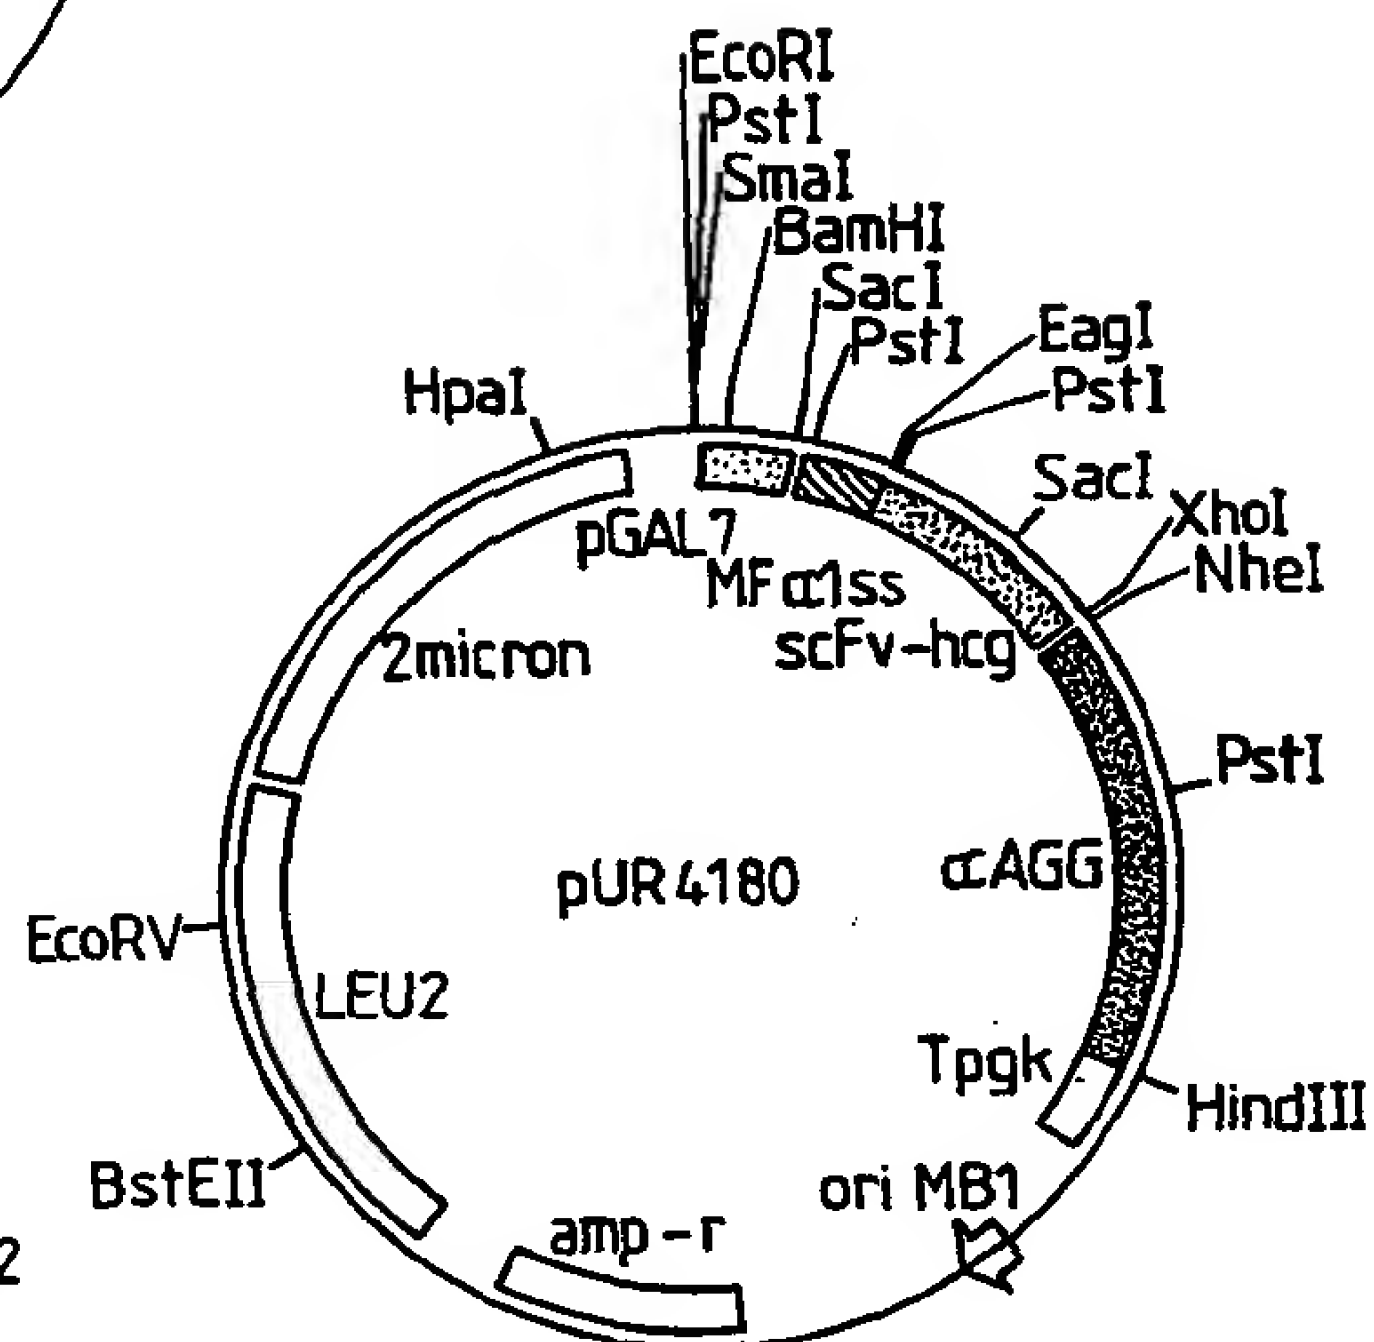 EcoRI
PstI
SmaI
BamHI
SacI
PstI
EagI
PstI
HpaI
SacI
XhoI
NheI
pGAL7
MFα1ss
scFv-hcg
2micron
PstI
αAGG
pUR4180
EcoRV
LEU2
Tpgk
HindIII
BstEII
ori MB1
amp-r
2